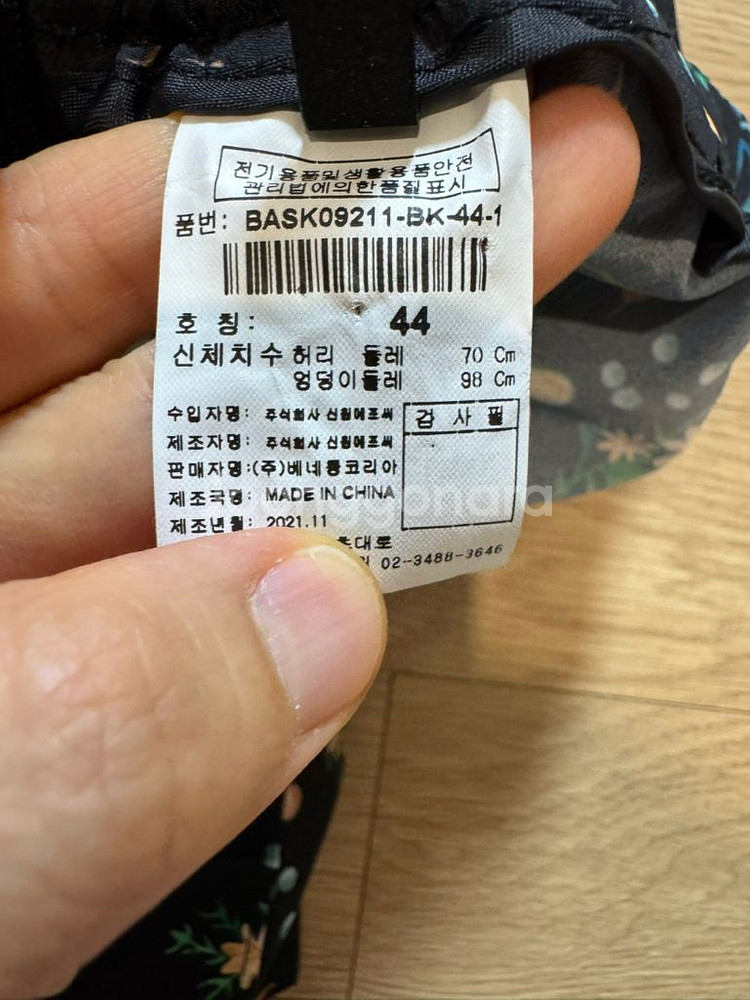 전기용품및생활용품안전
관리법에의한품질표시
품번: BASK09211-BK-44-1
호 칭: 44
신체치수 허리 둘레 70 Cm
엉덩이둘레 98 Cm
수입자명: 주식회사 신원에프씨
제조자명: 주식회사 신원에프씨
판매자명:(주)베네통코리아
제조국명: MADE IN CHINA
제조년월: 2021.11
검 사 필
초대로
02-3488-3646